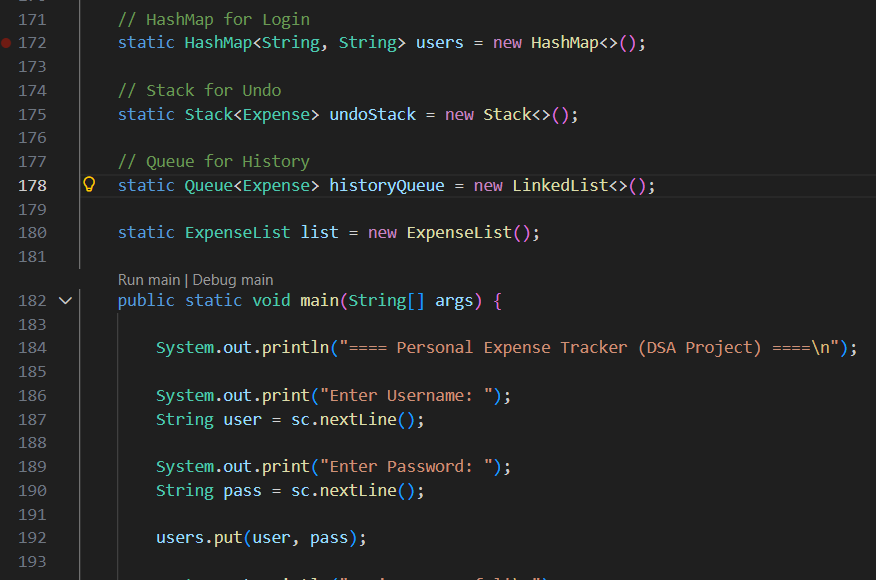 171 // HashMap for Login
172 static HashMap<String, String> users = new HashMap<>();
173
174 // Stack for Undo
175 static Stack<Expense> undoStack = new Stack<>();
176
177 // Queue for History
178 static Queue<Expense> historyQueue = new LinkedList<>();
179
180 static ExpenseList list = new ExpenseList();
181
Run main | Debug main
182 public static void main(String[] args) {
183
184 System.out.println("==== Personal Expense Tracker (DSA Project) ====\n");
185
186 System.out.print("Enter Username: ");
187 String user = sc.nextLine();
188
189 System.out.print("Enter Password: ");
190 String pass = sc.nextLine();
191
192 users.put(user, pass);
193